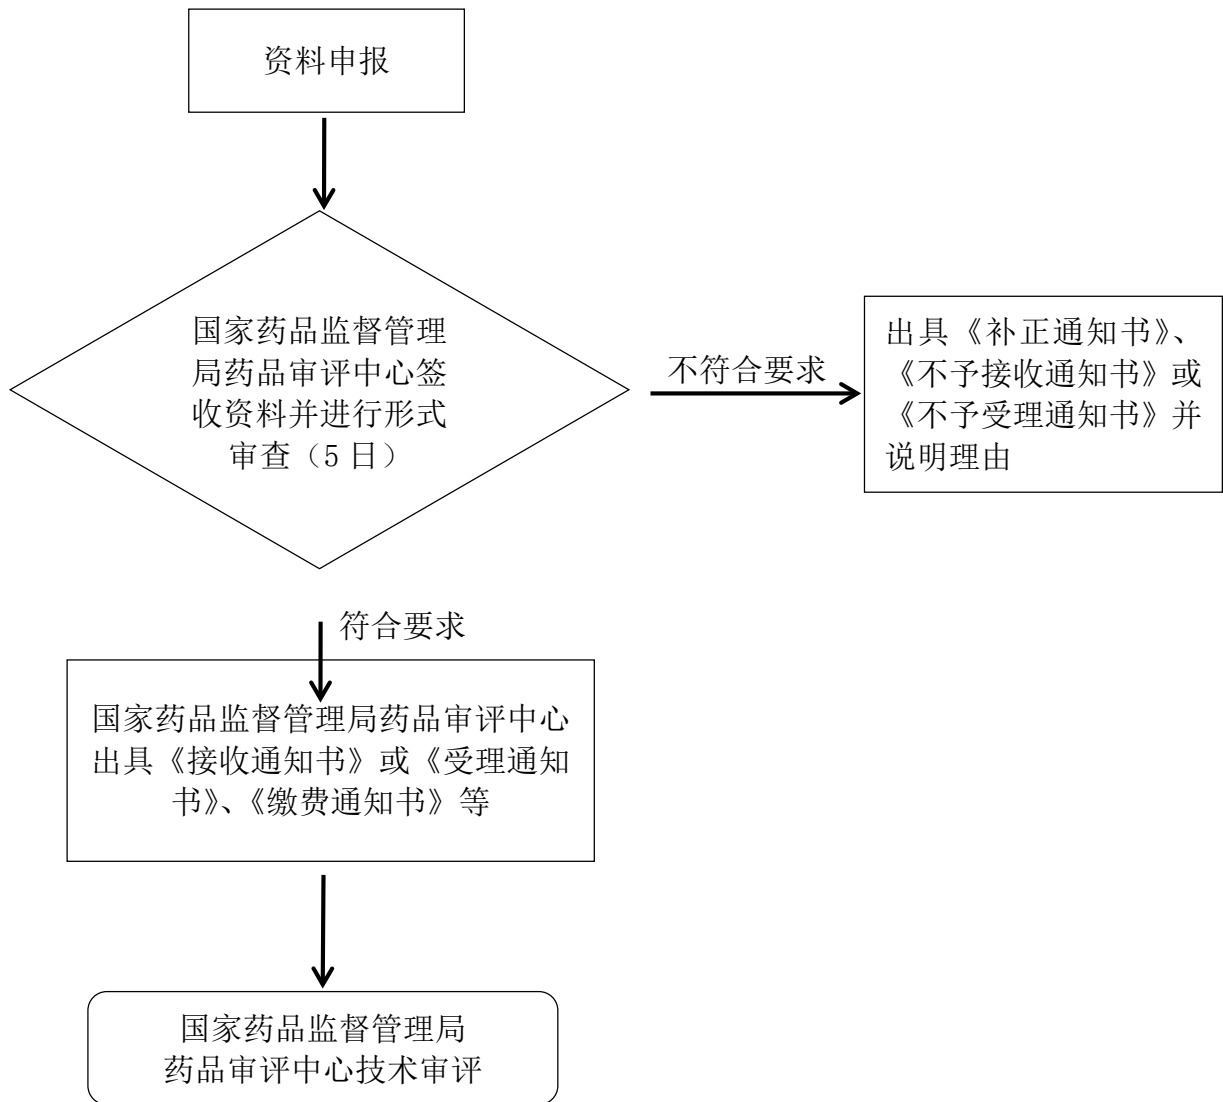 资料申报
国家药品监督管理
局药品审评中心签
收资料并进行形式
审查（5 日）
不符合要求
出具《补正通知书》、
《不予接收通知书》或
《不予受理通知书》并
说明理由
符合要求
国家药品监督管理局药品审评中心
出具《接收通知书》或《受理通知
书》、《缴费通知书》等
国家药品监督管理局
药品审评中心技术审评